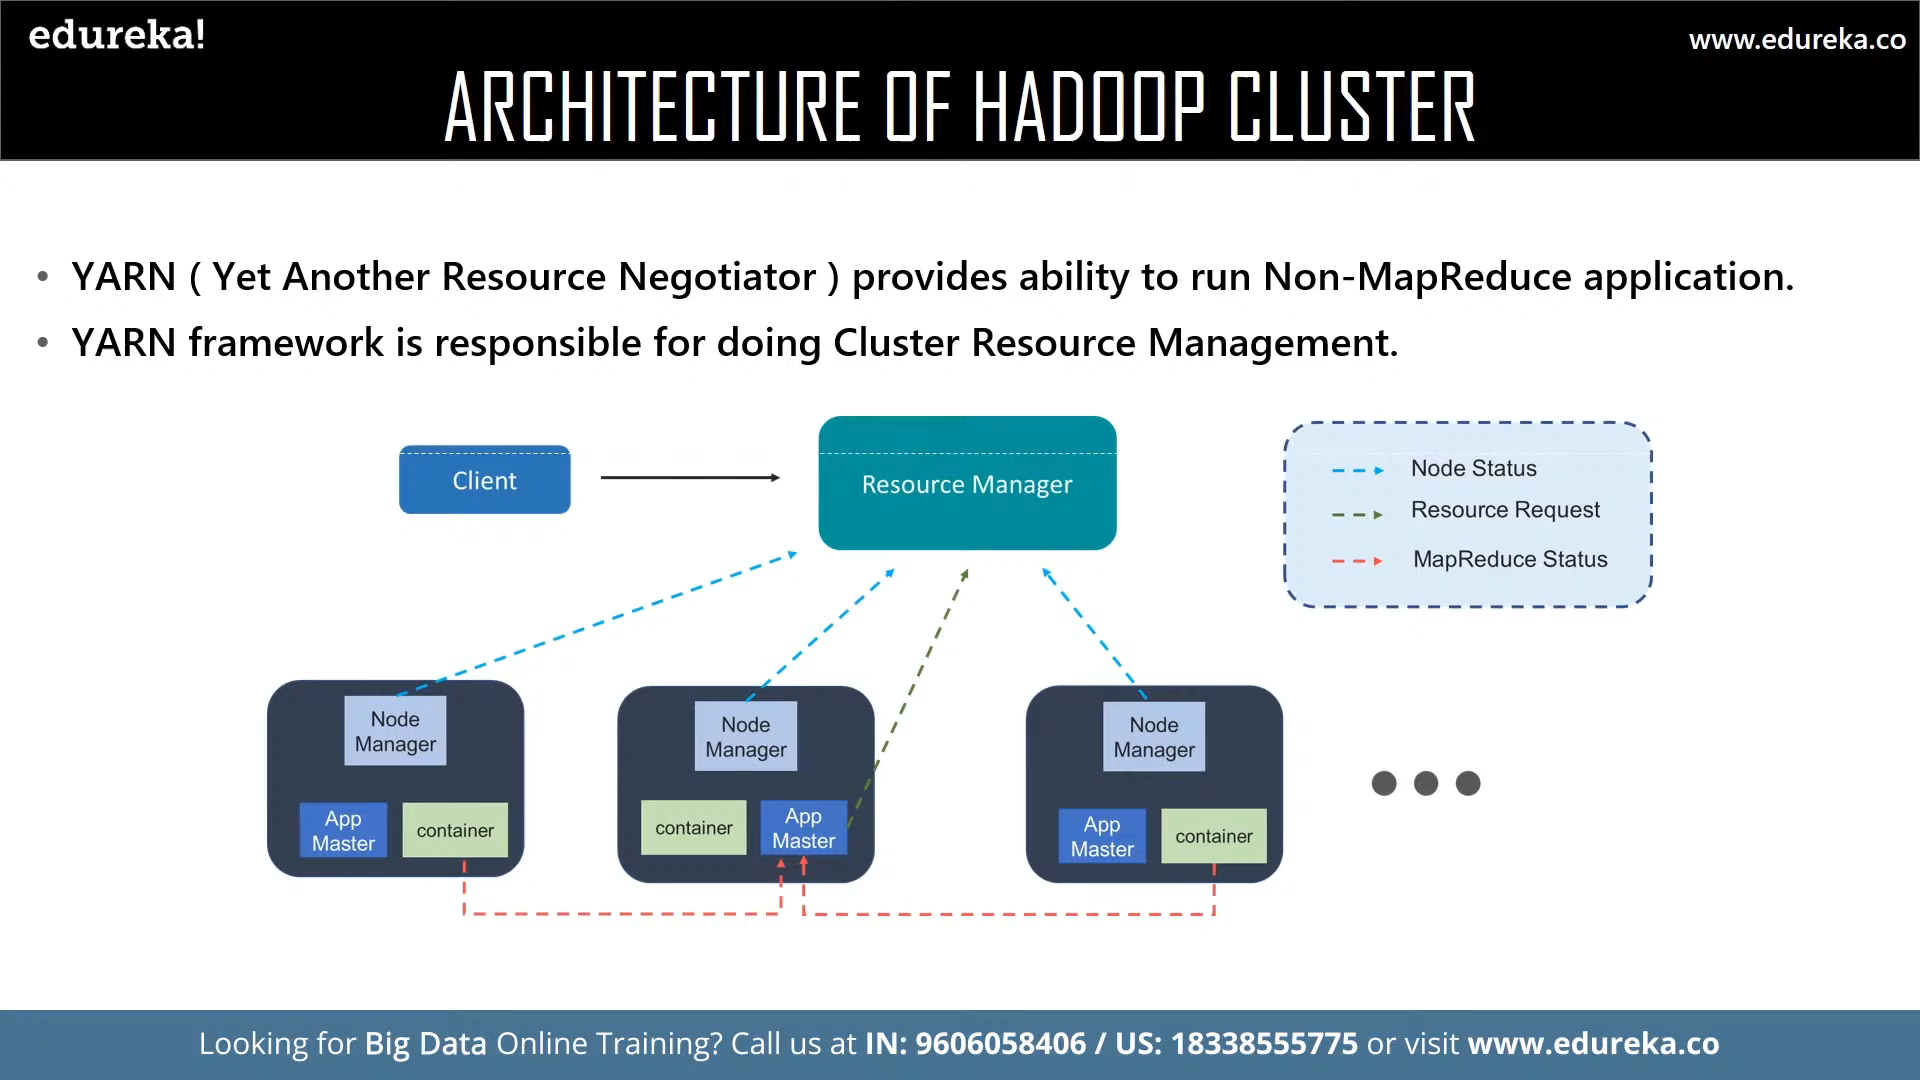 edureka!
www.edureka.co
ARCHITECTURE OF HADOOP CLUSTER
• YARN ( Yet Another Resource Negotiator ) provides ability to run Non-MapReduce application.
• YARN framework is responsible for doing Cluster Resource Management.
Client
Resource Manager
Node Status
Resource Request
MapReduce Status
Node
Manager
App
Master
container
Node
Manager
container
App
Master
Node
Manager
App
Master
container
Looking for Big Data Online Training? Call us at IN: 9606058406 / US: 18338555775 or visit www.edureka.co